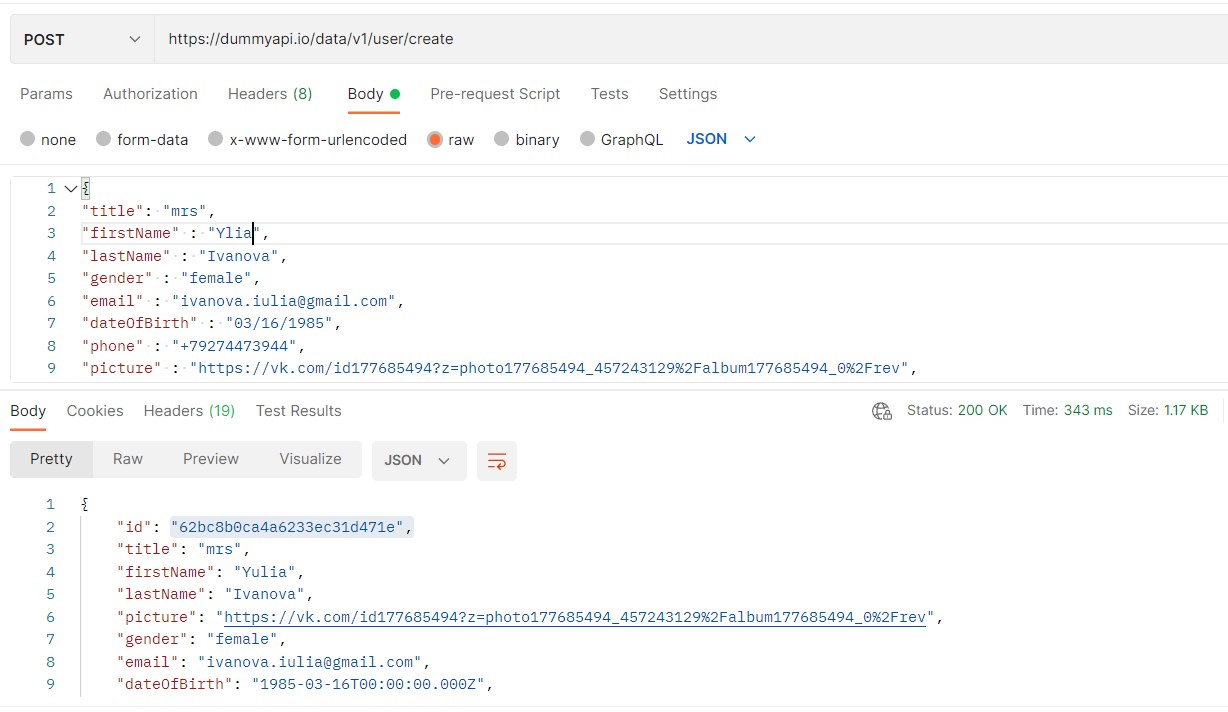 POST https://dummyapi.io/data/v1/user/create
Params Authorization Headers (8) Body Pre-request Script Tests Settings
none form-data x-www-form-urlencoded raw binary GraphQL JSON
1 {
2 "title": "mrs",
3 "firstName" : "Ylia",
4 "lastName" : "Ivanova",
5 "gender" : "female",
6 "email" : "ivanova.iulia@gmail.com",
7 "dateOfBirth" : "03/16/1985",
8 "phone" : "+79274473944",
9 "picture" : "https://vk.com/id177685494?z=photo177685494_457243129%2Falbum177685494_0%2Frev",
Body Cookies Headers (19) Test Results Status: 200 OK Time: 343 ms Size: 1.17 KB
Pretty Raw Preview Visualize JSON
1 {
2 "id": "62bc8b0ca4a6233ec31d471e",
3 "title": "mrs",
4 "firstName": "Yulia",
5 "lastName": "Ivanova",
6 "picture": "https://vk.com/id177685494?z=photo177685494_457243129%2Falbum177685494_0%2Frev",
7 "gender": "female",
8 "email": "ivanova.iulia@gmail.com",
9 "dateOfBirth": "1985-03-16T00:00:00.000Z",